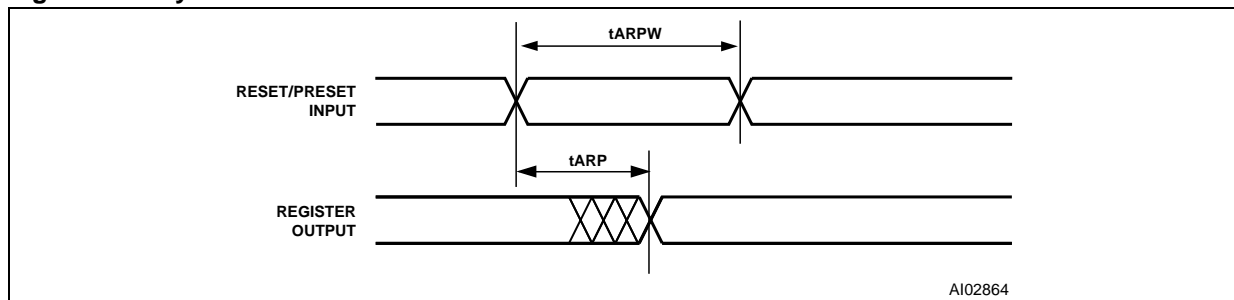 tARPW
RESET/PRESET
INPUT
tARP
REGISTER
OUTPUT
AI02864